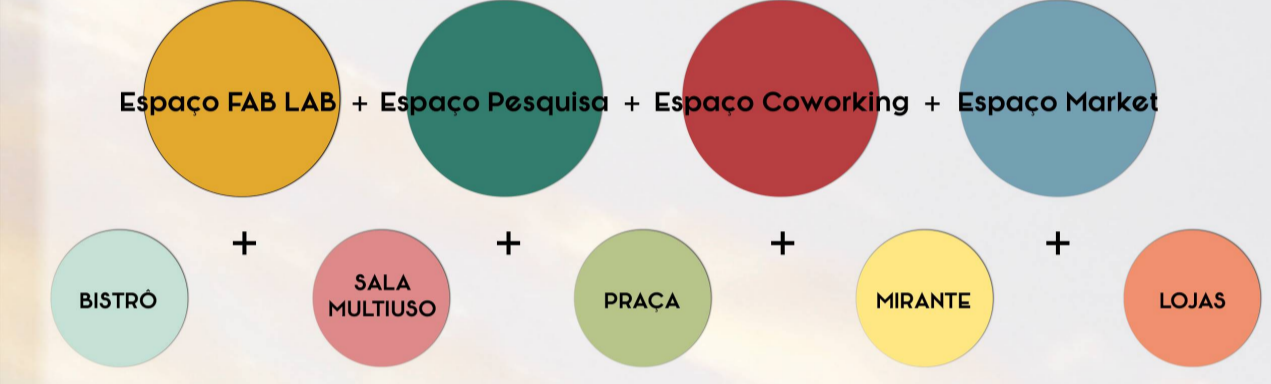 Espaço FAB LAB + Espaço Pesquisa + Espaço Coworking + Espaço Market
+ + + +
BISTRÔ
SALA
MULTIUSO
PRAÇA
MIRANTE
LOJAS